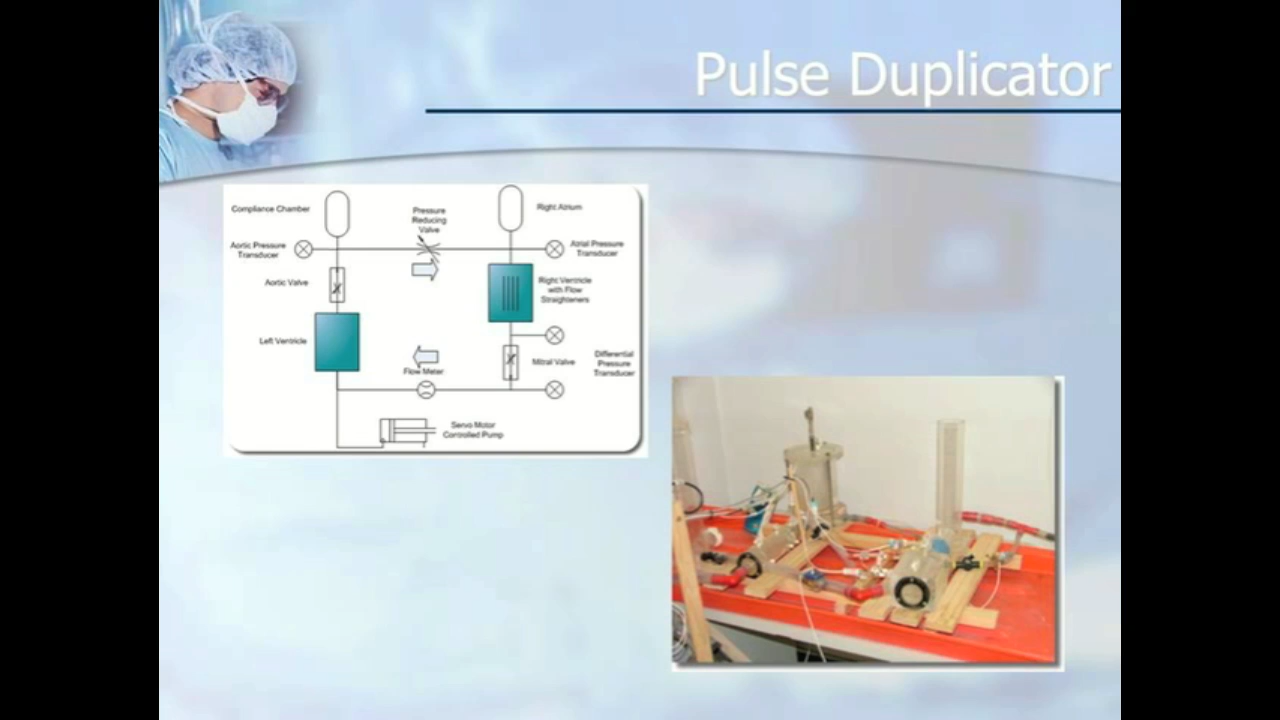 Pulse Duplicator
Compliance Chamber
Pressure
Reducing
Valve
Right Atrium
Aortic Pressure
Transducer
Atrial Pressure
Transducer
Aortic Valve
Right Ventricle
with Flow
Straighteners
Left Ventricle
Flow Meter
Mitral Valve
Differential
Pressure
Transducer
Servo Motor
Controlled Pump